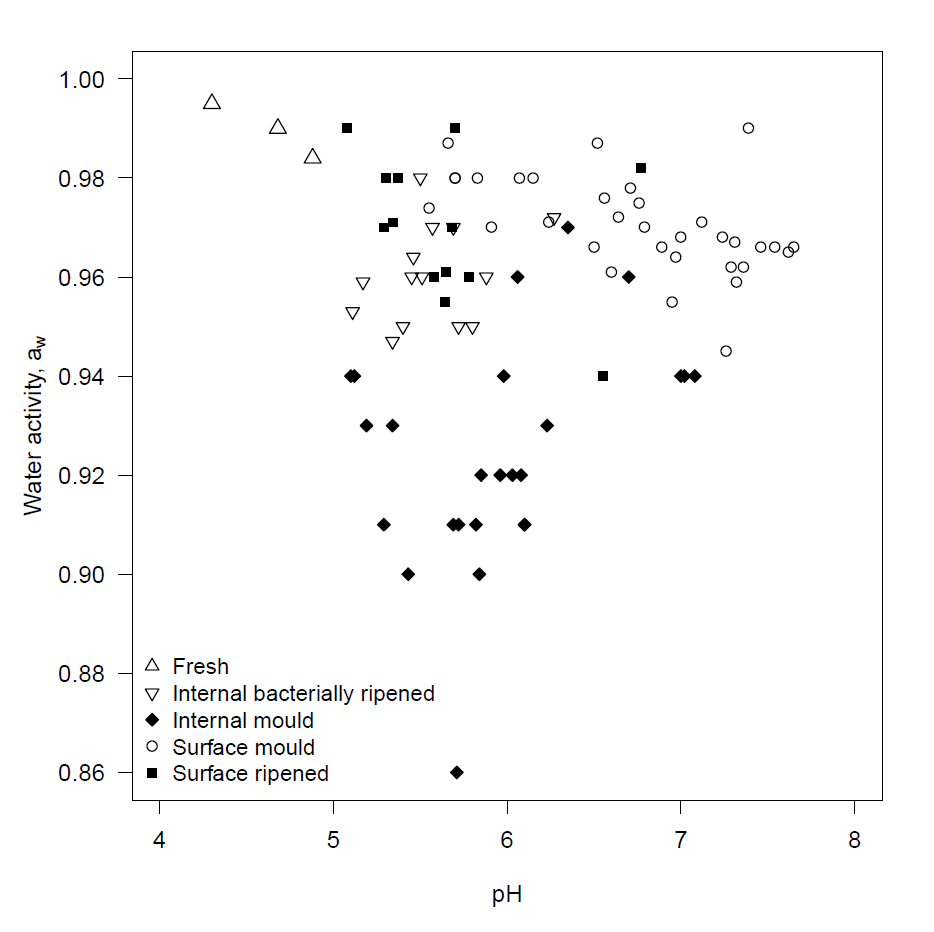 1.00
0.98
0.96
0.94
0.92
0.90
0.88
0.86
Water activity, aw
Fresh
Internal bacterially ripened
Internal mould
Surface mould
Surface ripened
4 5 6 7 8
pH